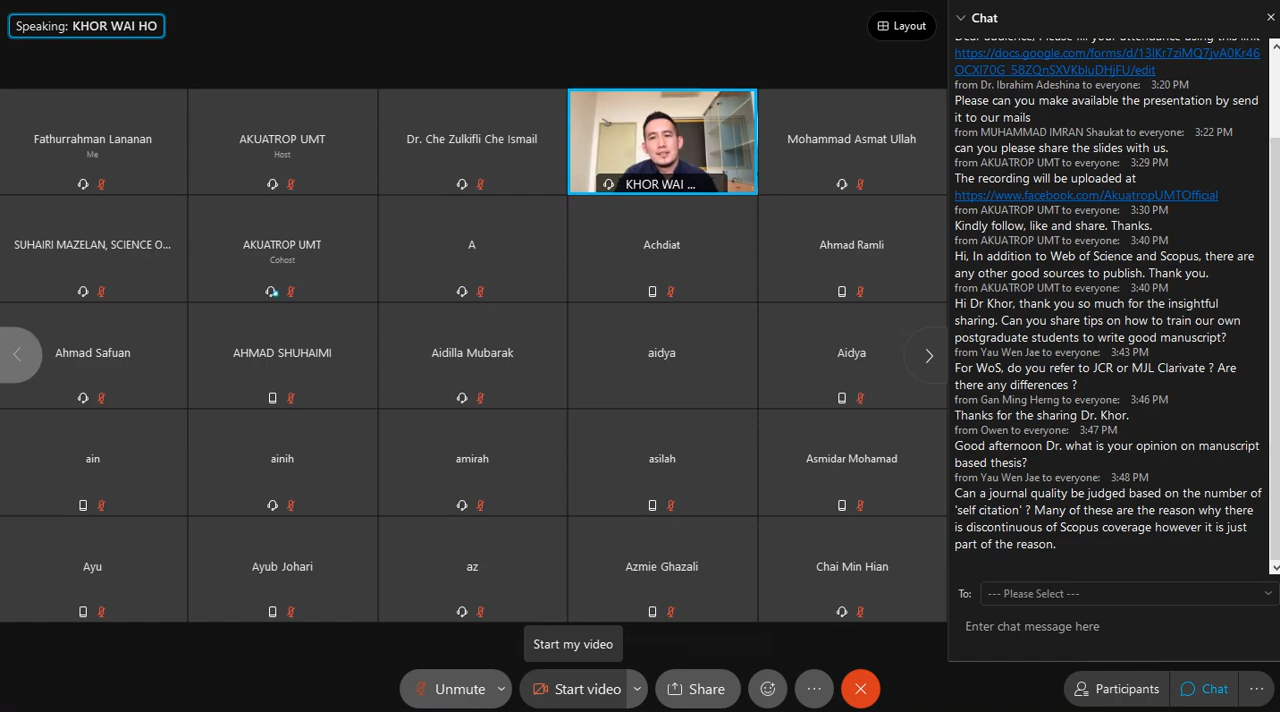 Speaking: KHOR WAI HO
Layout
Fathurrahman Lananan
Me
AKUATROP UMT
Host
Dr. Che Zulkifli Che Ismail
KHOR WAI ...
Mohammad Asmat Ullah
SUHAIRI MAZELAN, SCIENCE O...
AKUATROP UMT
Cohost
A
Achdiat
Ahmad Ramli
Ahmad Safuan
AHMAD SHUHAIMI
Aidilla Mubarak
aidya
Aidya
ain
ainih
amirah
asilah
Asmidar Mohamad
Ayu
Ayub Johari
az
Azmie Ghazali
Chai Min Hian
Start my video
Unmute
Start video
Share
Chat
Dear audience, Please fill your attendance using this link
https://docs.google.com/forms/d/13lKr7ziMQ7jvA0Kr46
OCXl70G_58ZQnSXVKbluDHjFU/edit
from Dr. Ibrahim Adeshina to everyone: 3:20 PM
Please can you make available the presentation by send
it to our mails
from MUHAMMAD IMRAN Shaukat to everyone: 3:22 PM
can you please share the slides with us.
from AKUATROP UMT to everyone: 3:29 PM
The recording will be uploaded at
https://www.facebook.com/AkuatropUMTOfficial
from AKUATROP UMT to everyone: 3:30 PM
Kindly follow, like and share. Thanks.
from AKUATROP UMT to everyone: 3:40 PM
Hi, In addition to Web of Science and Scopus, there are
any other good sources to publish. Thank you.
from AKUATROP UMT to everyone: 3:40 PM
Hi Dr Khor, thank you so much for the insightful
sharing. Can you share tips on how to train our own
postgraduate students to write good manuscript?
from Yau Wen Jae to everyone: 3:43 PM
For WoS, do you refer to JCR or MJL Clarivate ? Are
there any differences ?
from Gan Ming Herng to everyone: 3:46 PM
Thanks for the sharing Dr. Khor.
from Owen to everyone: 3:47 PM
Good afternoon Dr. what is your opinion on manuscript
based thesis?
from Yau Wen Jae to everyone: 3:48 PM
Can a journal quality be judged based on the number of
'self citation' ? Many of these are the reason why there
is discontinuous of Scopus coverage however it is just
part of the reason.
To: --- Please Select ---
Enter chat message here
Participants
Chat